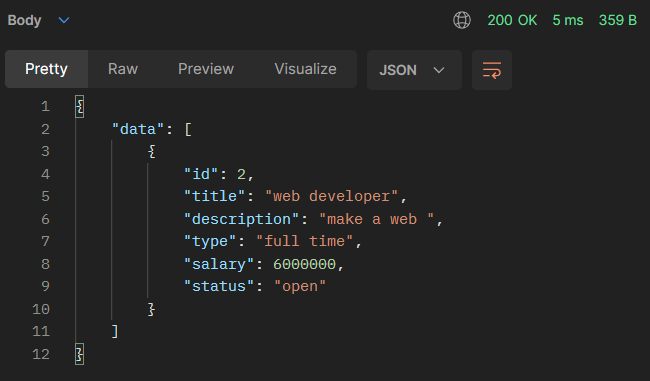 Body 200 OK 5 ms 359 B
Pretty Raw Preview Visualize JSON
1 {
2 "data": [
3 {
4 "id": 2,
5 "title": "web developer",
6 "description": "make a web ",
7 "type": "full time",
8 "salary": 6000000,
9 "status": "open"
10 }
11 ]
12 }